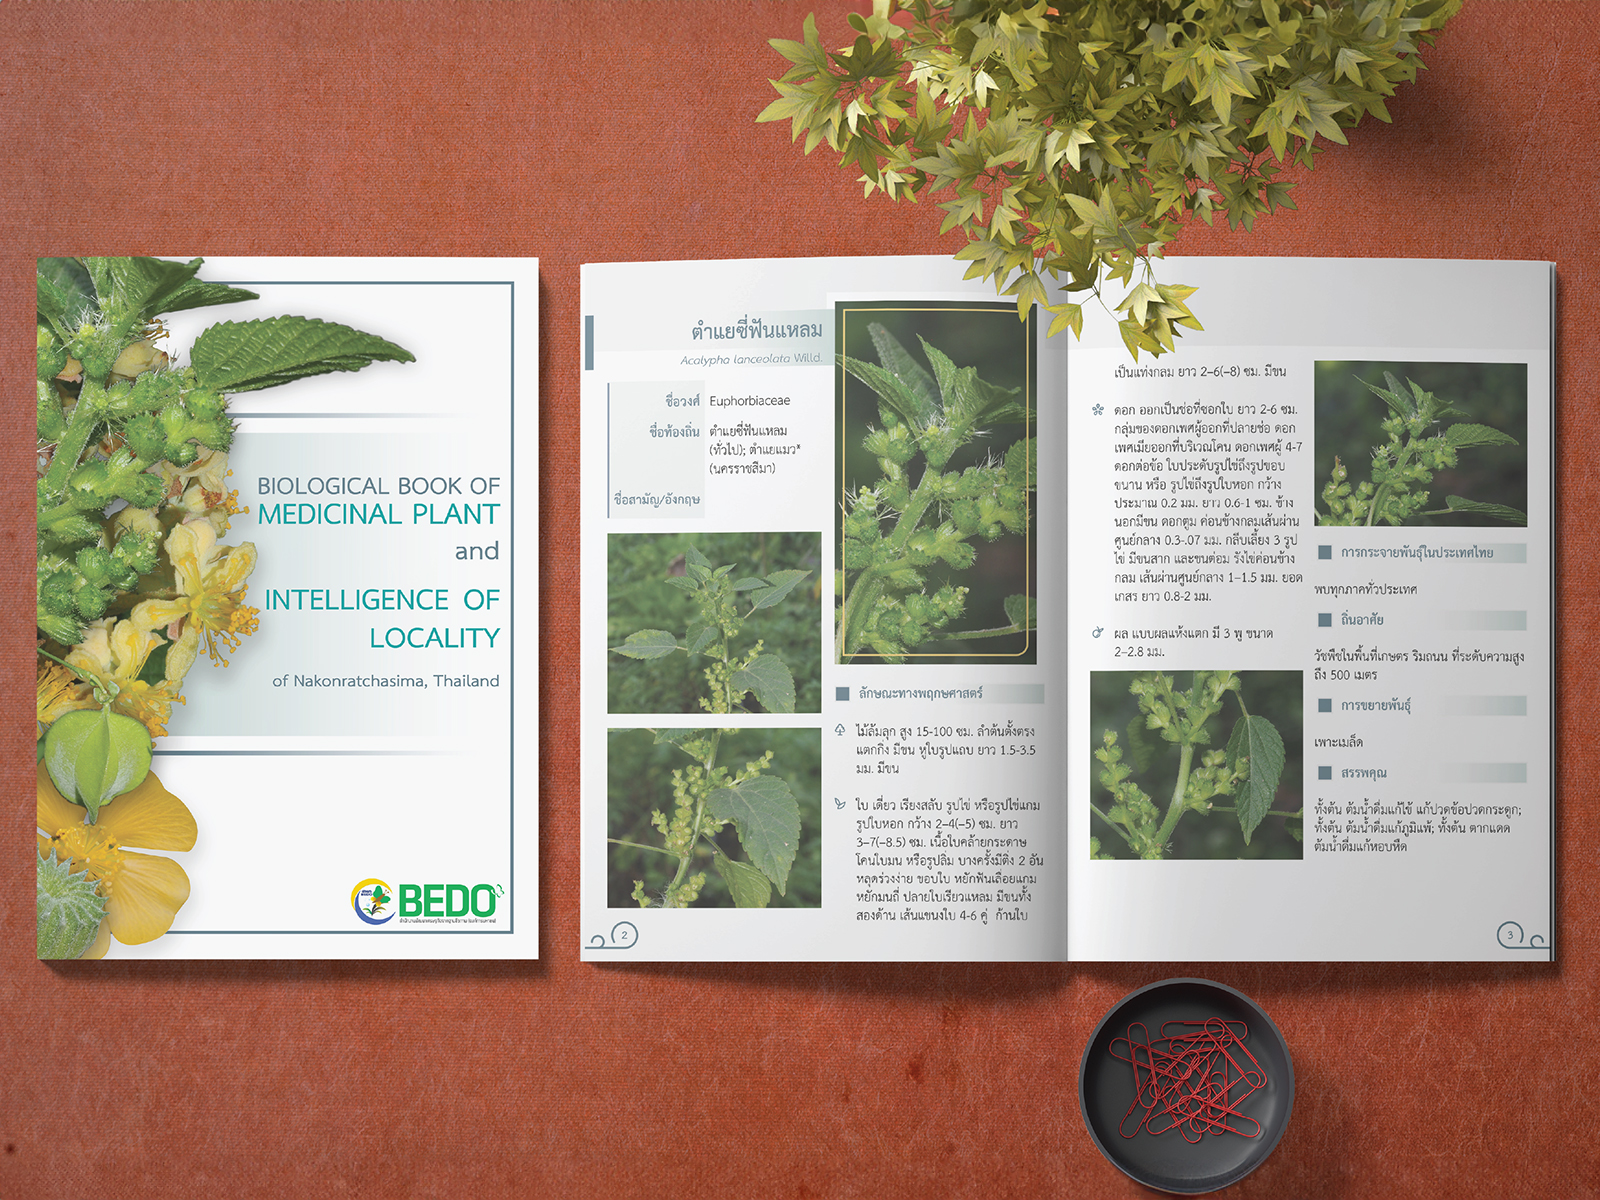 BIOLOGICAL BOOK OF
MEDICINAL PLANT
and
INTELLIGENCE OF
LOCALITY
of Nakonratchasima, Thailand
BEDO
ตำแยซี่ฟันแหลม
Acalypha lanceolata Willd.
ชื่อวงศ์ Euphorbiaceae
ชื่อท้องถิ่น ตำแยซี่ฟันแหลม
(ทั่วไป); ตำแยแมว*
(นครราชสีมา)
ชื่อสามัญ/อังกฤษ
ลักษณะทางพฤกษศาสตร์
ไม้ล้มลุก สูง 15-100 ซม. ลำต้นตั้งตรง
แตกกิ่ง มีขน หูใบรูปแถบ ยาว 1.5-3.5
มม. มีขน
ใบ เดี่ยว เรียงสลับ รูปไข่ หรือรูปไข่แกม
รูปใบหอก กว้าง 2–4(–5) ซม. ยาว
3–7(–8.5) ซม. เนื้อใบคล้ายกระดาษ
โคนใบมน หรือรูปลิ่ม บางครั้งมีติ่ง 2 อัน
หลุดร่วงง่าย ขอบใบ หยักฟันเลื่อยแกม
หยักมนถี่ ปลายใบเรียวแหลม มีขนทั้ง
สองด้าน เส้นแขนงใบ 4-6 คู่ ก้านใบ
2
เป็นแท่งกลม ยาว 2–6(–8) ซม. มีขน
ดอก ออกเป็นช่อที่ซอกใบ ยาว 2-6 ซม.
กลุ่มของดอกเพศผู้ออกที่ปลายช่อ ดอก
เพศเมียออกที่บริเวณโคน ดอกเพศผู้ 4-7
ดอกต่อข้อ ใบประดับรูปไข่ถึงรูปขอบ
ขนาน หรือ รูปไข่ถึงรูปใบหอก กว้าง
ประมาณ 0.2 มม. ยาว 0.6-1 ซม. ข้าง
นอกมีขน ดอกตูม ค่อนข้างกลมเส้นผ่าน
ศูนย์กลาง 0.3-.07 มม. กลีบเลี้ยง 3 รูป
ไข่ มีขนสาก และขนต่อม รังไข่ค่อนข้าง
กลม เส้นผ่านศูนย์กลาง 1–1.5 มม. ยอด
เกสร ยาว 0.8-2 มม.
ผล แบบผลแห้งแตก มี 3 พู ขนาด
2–2.8 มม.
การกระจายพันธุ์ในประเทศไทย
พบทุกภาคทั่วประเทศ
ถิ่นอาศัย
วัชพืชในพื้นที่เกษตร ริมถนน ที่ระดับความสูง
ถึง 500 เมตร
การขยายพันธุ์
เพาะเมล็ด
สรรพคุณ
ทั้งต้น ต้มน้ำดื่มแก้ไข้ แก้ปวดข้อปวดกระดูก;
ทั้งต้น ต้มน้ำดื่มแก้ภูมิแพ้; ทั้งต้น ตากแดด
ต้มน้ำดื่มแก้หอบหืด
3